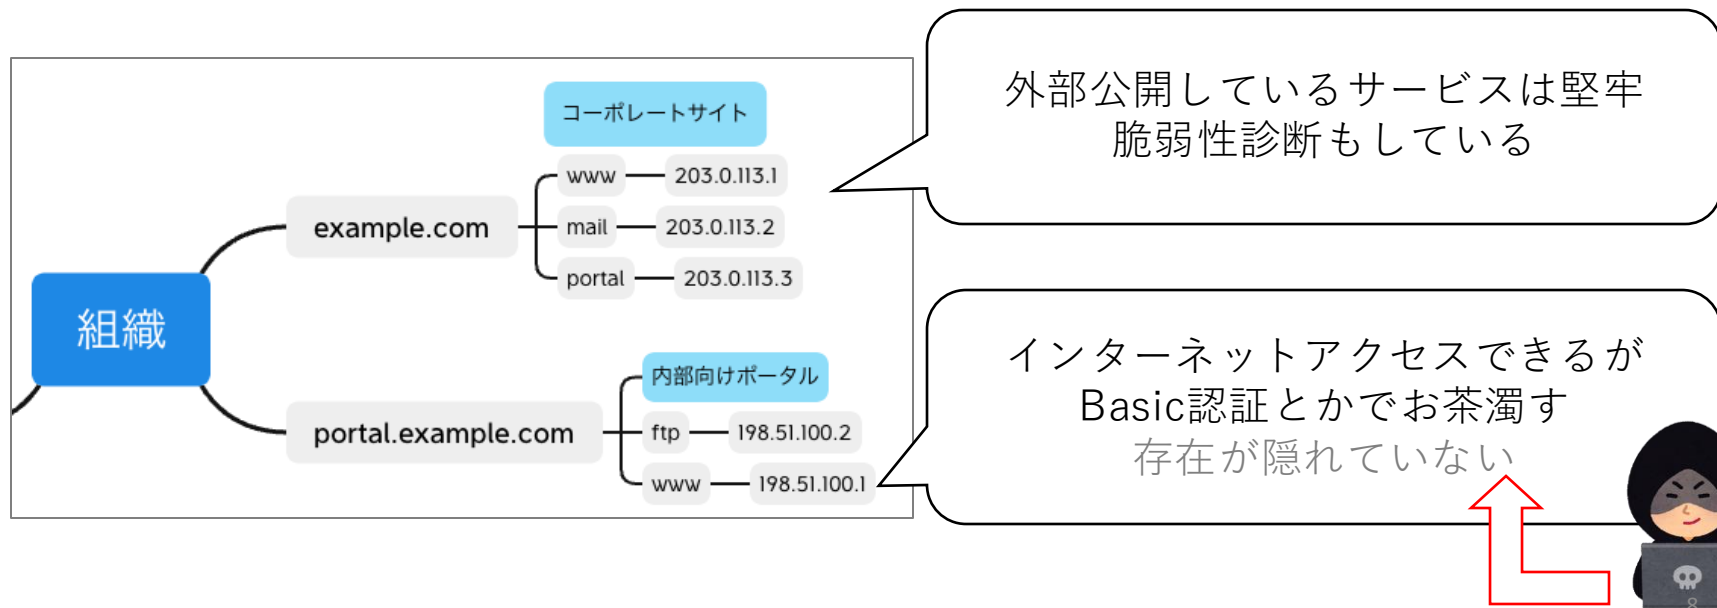 コーポレートサイト
www
203.0.113.1
example.com
mail
203.0.113.2
portal
203.0.113.3
組織
内部向けポータル
portal.example.com
ftp
198.51.100.2
www
198.51.100.1
外部公開しているサービスは堅牢
脆弱性診断もしている
インターネットアクセスできるが
Basic認証とかでお茶濁す
存在が隠れていない
8